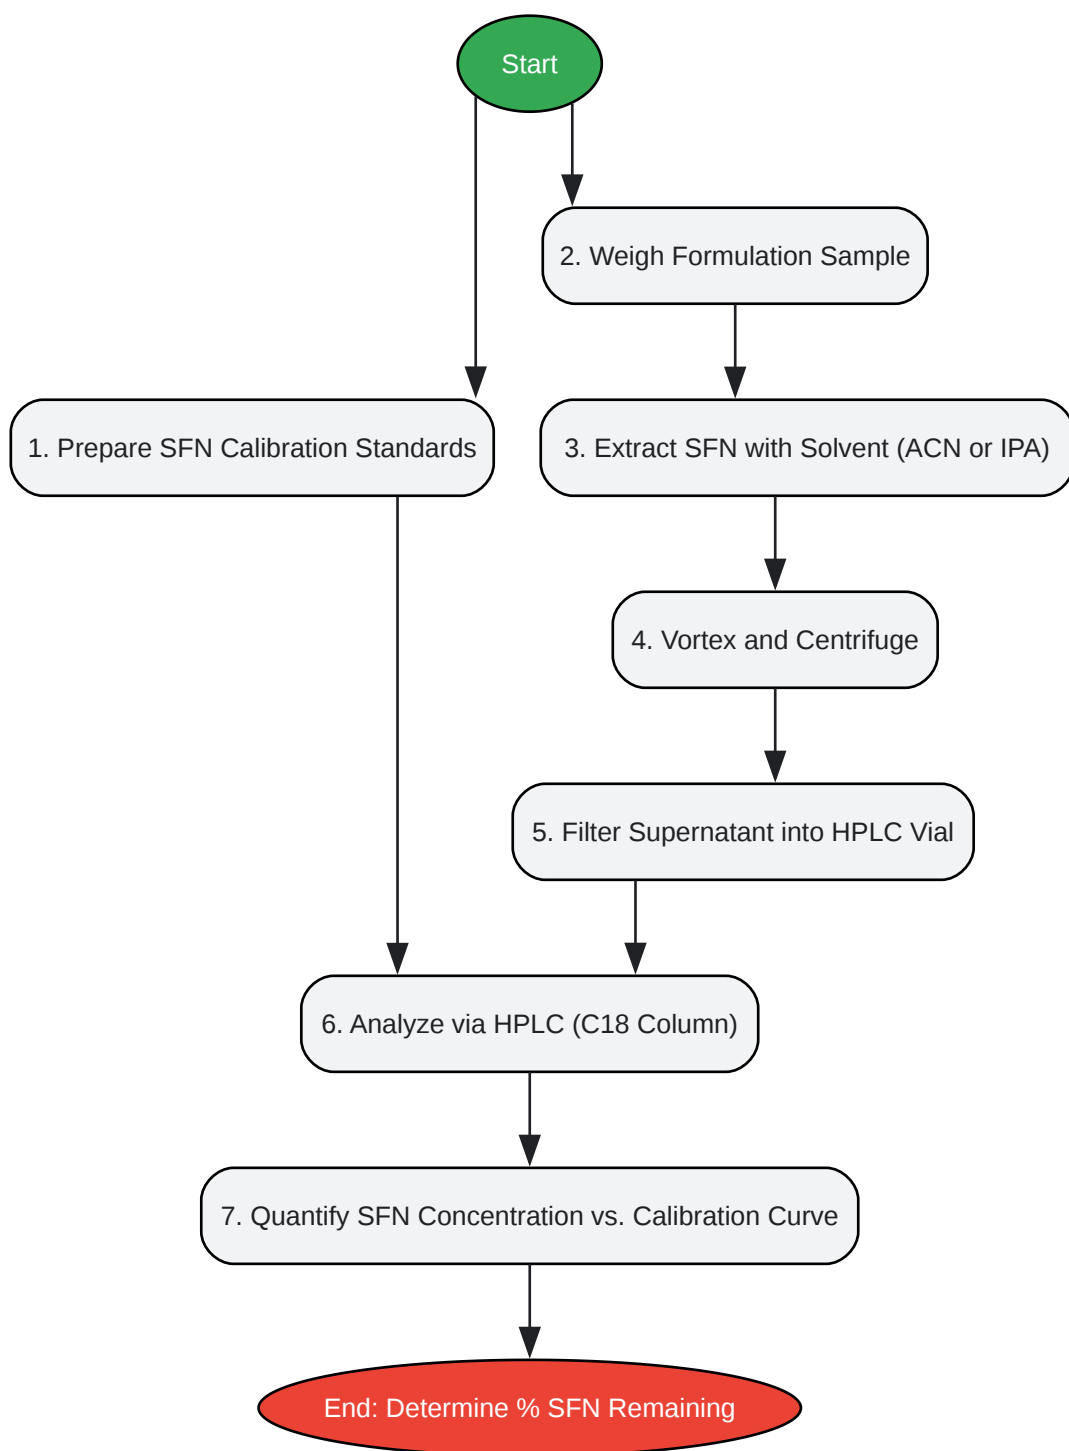 Start
2. Weigh Formulation Sample
1. Prepare SFN Calibration Standards
3. Extract SFN with Solvent (ACN or IPA)
4. Vortex and Centrifuge
5. Filter Supernatant into HPLC Vial
6. Analyze via HPLC (C18 Column)
7. Quantify SFN Concentration vs. Calibration Curve
End: Determine % SFN Remaining